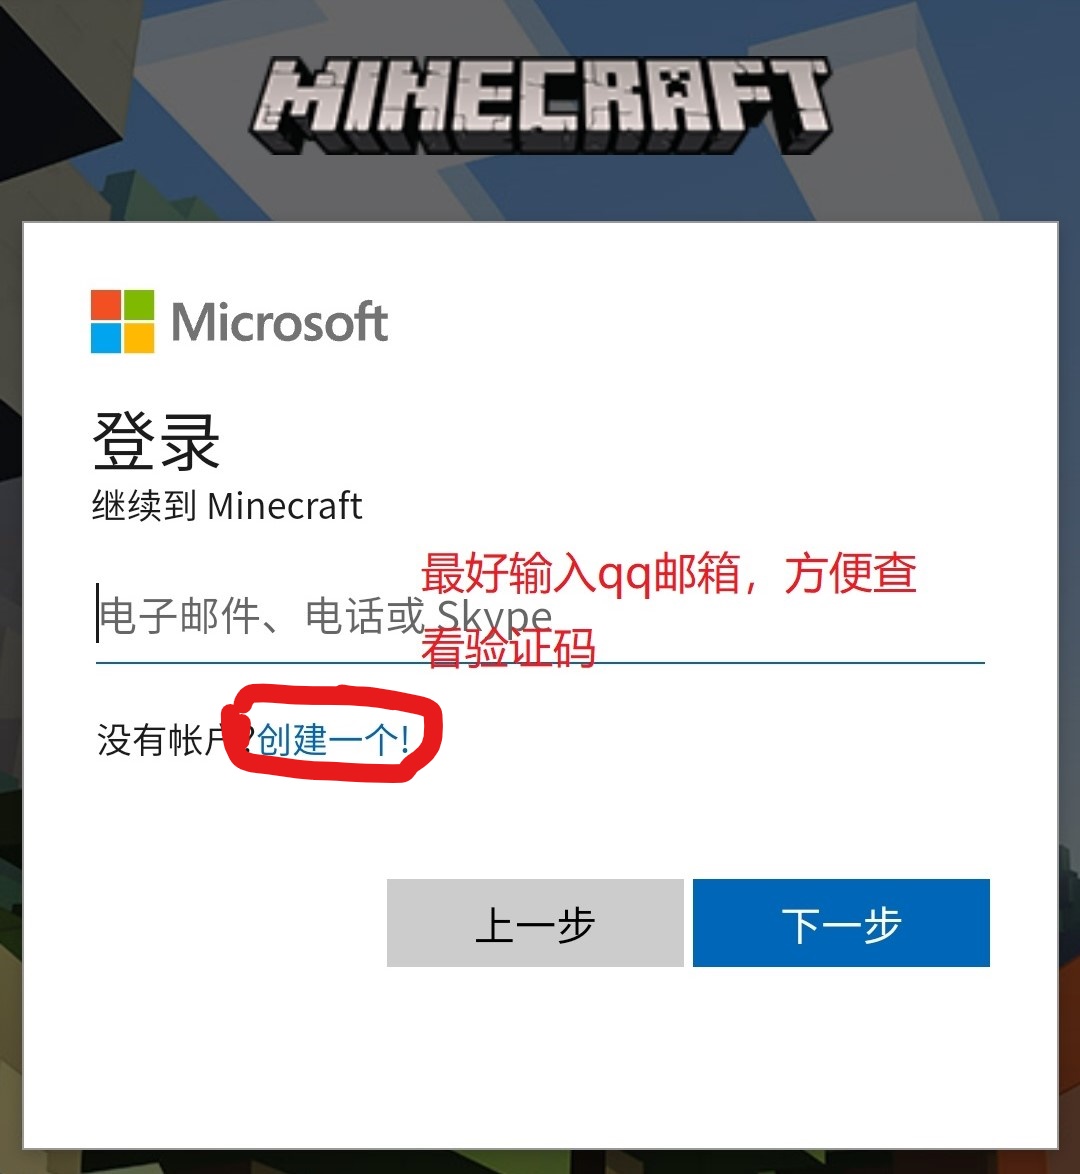 MINECRAFT
Microsoft
登录
继续到 Minecraft
最好输入qq邮箱，方便查
看验证码
电子邮件、电话或 Skype
没有帐户?创建一个!
上一步
下一步